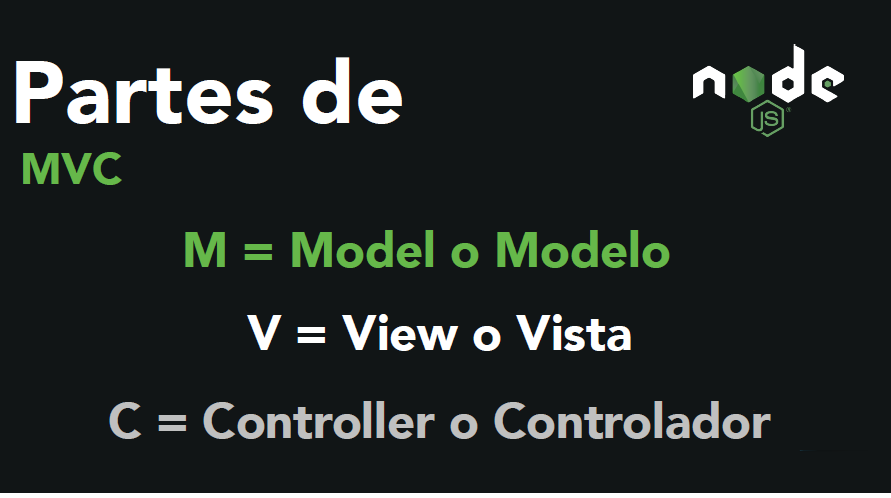 Partes de
node
JS
®
MVC
M = Model o Modelo
V = View o Vista
C = Controller o Controlador